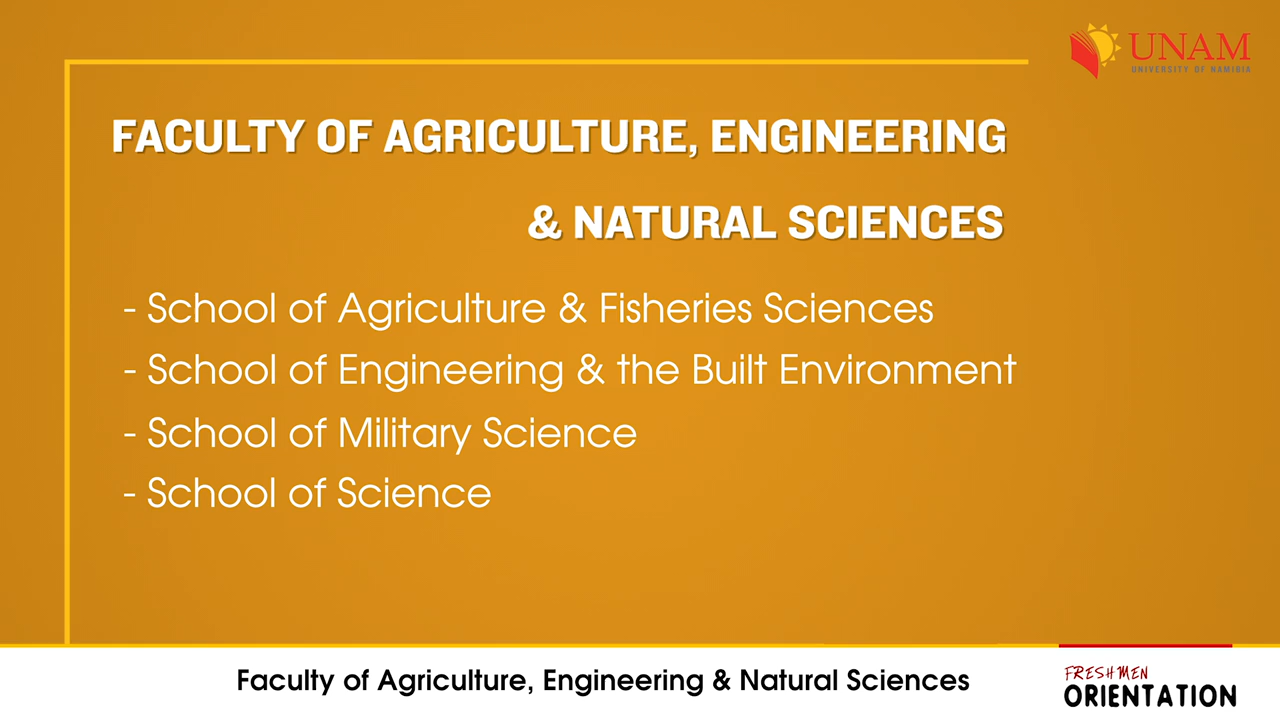 UNAM
UNIVERSITY OF NAMIBIA
FACULTY OF AGRICULTURE, ENGINEERING
& NATURAL SCIENCES
- School of Agriculture & Fisheries Sciences
- School of Engineering & the Built Environment
- School of Military Science
- School of Science
Faculty of Agriculture, Engineering & Natural Sciences
FRESHMEN
ORIENTATION